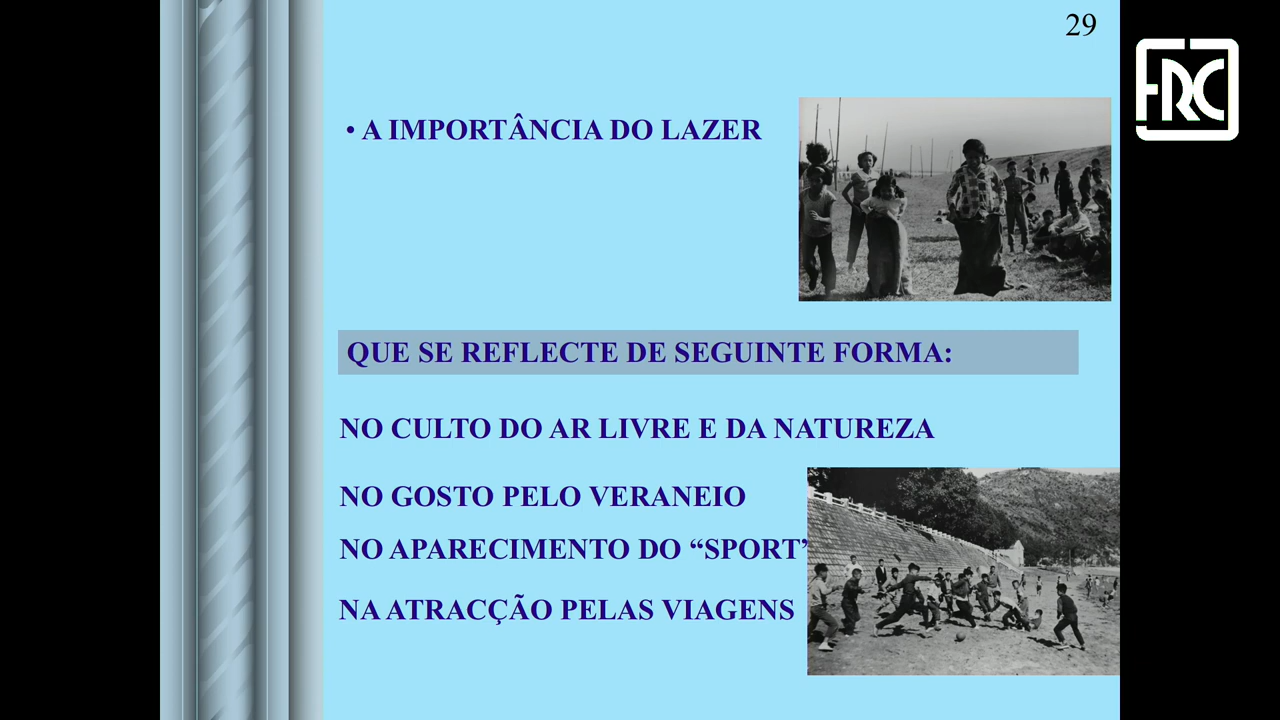 29
• A IMPORTÂNCIA DO LAZER
QUE SE REFLECTE DE SEGUINTE FORMA:
NO CULTO DO AR LIVRE E DA NATUREZA
NO GOSTO PELO VERANEIO
NO APARECIMENTO DO “SPORT”
NA ATRACÇÃO PELAS VIAGENS
FRC